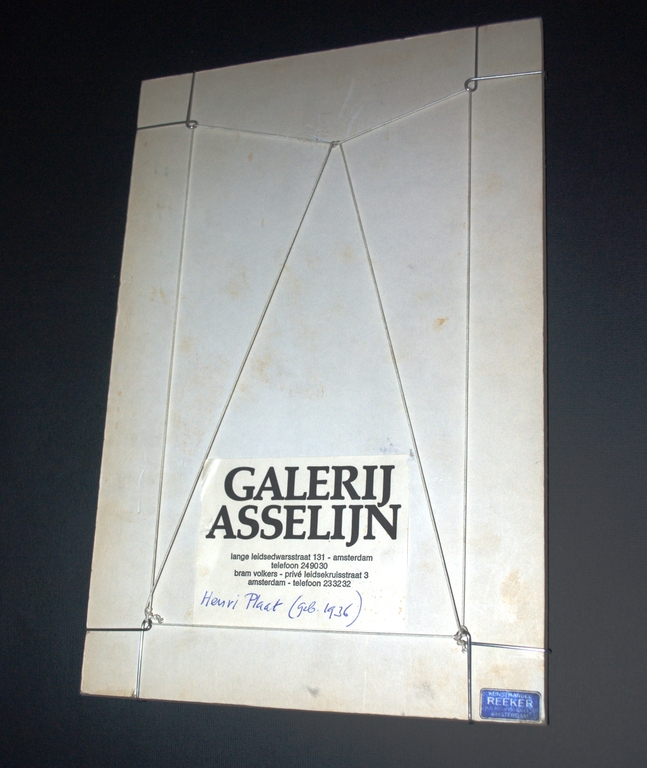 GALERIJ
ASSELIJN
lange leidsedwarsstraat 131 - amsterdam
telefoon 249030
bram volkers - privé leidsekruisstraat 3
amsterdam - telefoon 233232
Henri Plaat (geb. 1936)
REEKER